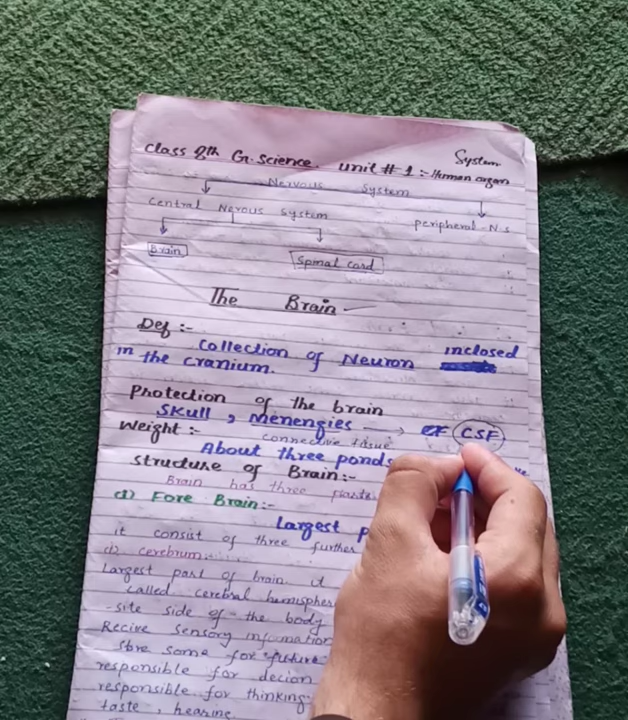 Class 8th G.science. unit # 1:- Human organ System
Nervous System
Central Nervous System
peripheral-N.s
Brain
Spinal Cord
The Brain
Def :-
Collection of Neuron inclosed
in the cranium.
Protection of the brain
Skull , Menengies → CSF
connective tissue
Weight :-
About three ponds
structure of Brain:-
Brain has three
(1) Fore Brain:-
Largest
it consist of three further
(1) cerebrum:-
Largest part of brain. it
called cerebral
-site side of the body
Recive sensory
store some for future
responsible for decion
responsible for thinking
taste , hearing